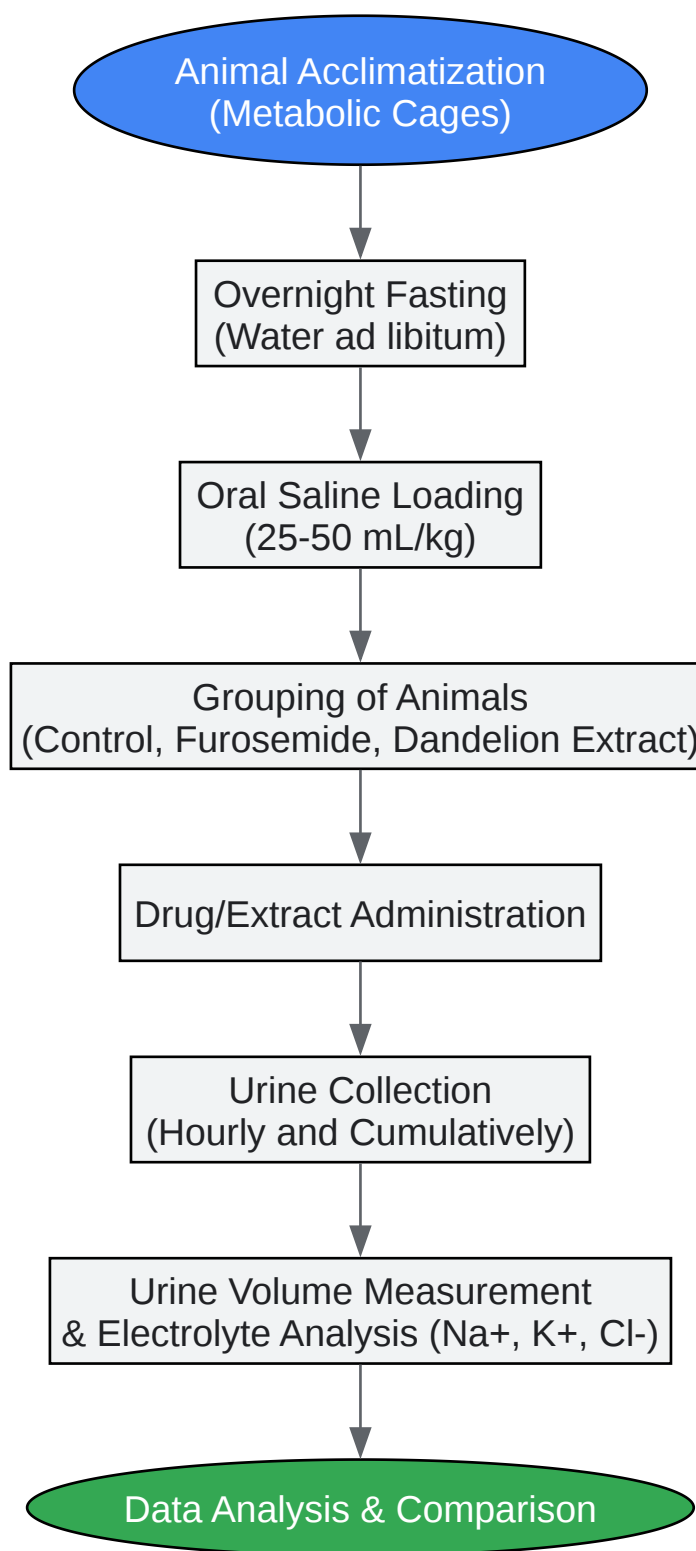 Animal Acclimatization
(Metabolic Cages)
Overnight Fasting
(Water ad libitum)
Oral Saline Loading
(25-50 mL/kg)
Grouping of Animals
(Control, Furosemide, Dandelion Extract)
Drug/Extract Administration
Urine Collection
(Hourly and Cumulatively)
Urine Volume Measurement
& Electrolyte Analysis (Na+, K+, Cl-)
Data Analysis & Comparison